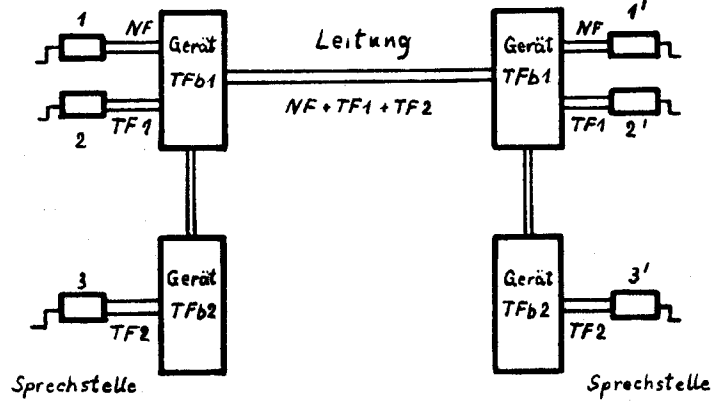 1 NF
Gerät
TFb1
2 TF1
Leitung
NF + TF1 + TF2
Gerät
TFb1
NF 1'
TF1 2'
3
TF2
Gerät
TFb2
Gerät
TFb2
3'
TF2
Sprechstelle
Sprechstelle